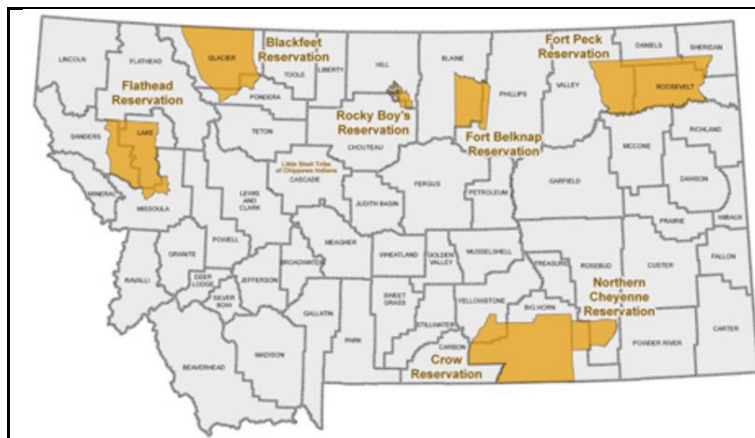 LINCOLN
FLATHEAD
GLACIER
Blackfeet
Reservation
TOOLE
LIBERTY
HILL
BLAINE
Fort Peck
Reservation
DANIELS
SHERIDAN
PHILLIPS
VALLEY
ROOSEVELT
Flathead
Reservation
PONDERA
Rocky Boy's
Reservation
Fort Belknap
Reservation
SANDERS
LAKE
TETON
CHOUTEAU
RICHLAND
MCCONE
Little Shell Tribe
of Chippewa Indians
CASCADE
FERGUS
GARFIELD
DAWSON
MINERAL
MISSOULA
LEWIS
AND
CLARK
JUDITH BASIN
PETROLEUM
PRAIRIE
WIBAUX
POWELL
GRANITE
MEAGHER
WHEATLAND
GOLDEN
VALLEY
MUSSELSHELL
TREASURE
ROSEBUD
CUSTER
FALLON
RAVALLI
DEER
LODGE
JEFFERSON
BROADWATER
SILVER
BOW
GALLATIN
PARK
SWEET
GRASS
STILLWATER
YELLOWSTONE
BIG HORN
Northern
Cheyenne
Reservation
CARTER
BEAVERHEAD
MADISON
CARBON
POWDER RIVER
Crow
Reservation